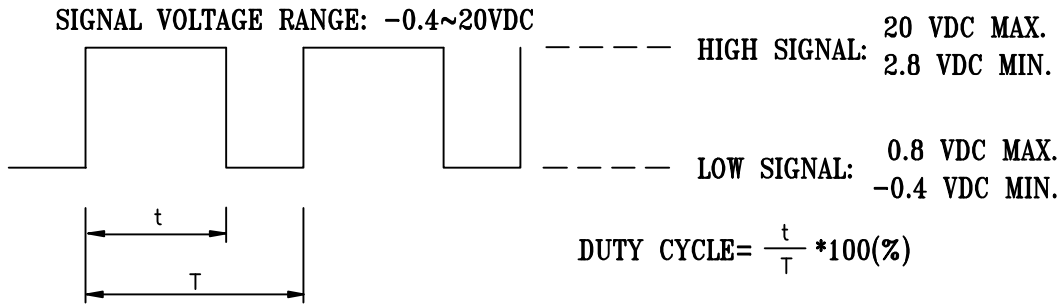 SIGNAL VOLTAGE RANGE: -0.4~20VDC
HIGH SIGNAL: 20 VDC MAX.
2.8 VDC MIN.
LOW SIGNAL: 0.8 VDC MAX.
-0.4 VDC MIN.
t
T
DUTY CYCLE= t/T *100(%)